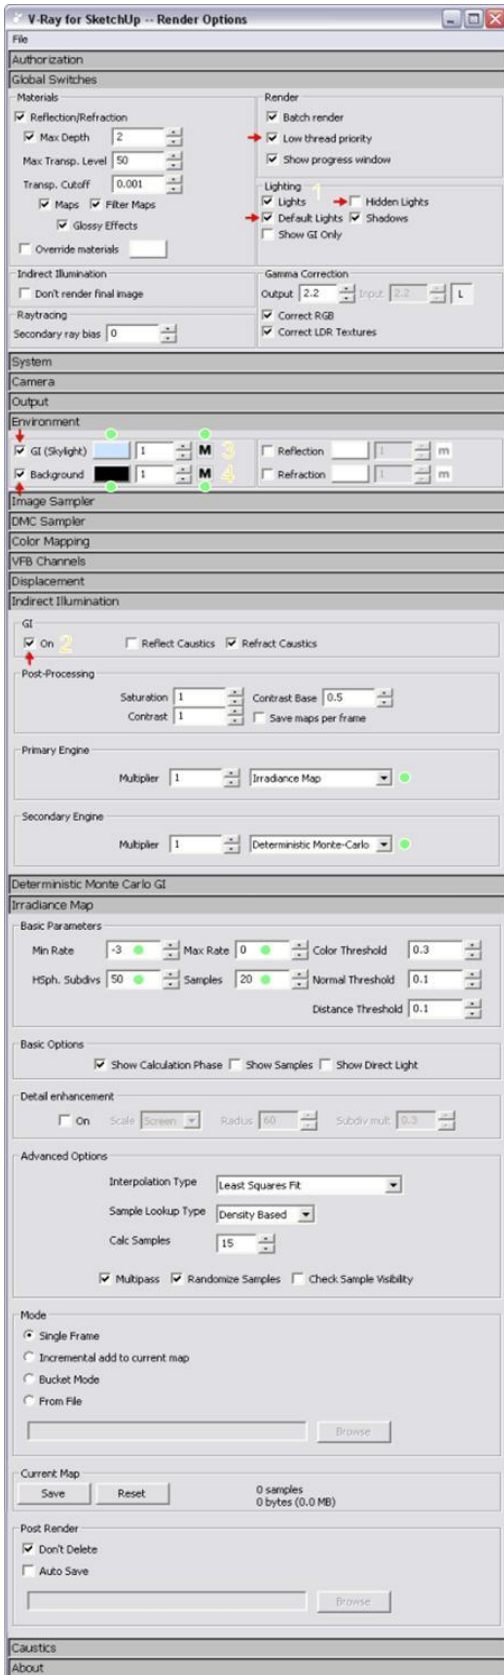 V-Ray for SketchUp -- Render Options
File
Authorization
Global Switches
Materials
Reflection/Refraction
Max Depth 2
Max Transp. Level 50
Transp. Cutoff 0.001
Maps Filter Maps
Glossy Effects
Override materials
Render
Batch render
Low thread priority
Show progress window
Lighting 1
Lights Hidden Lights
Default Lights Shadows
Show GI Only
Indirect Illumination
Don't render final image
Gamma Correction
Output 2.2 Input 2.2 L
Correct RGB
Correct LDR Textures
Raytracing
Secondary ray bias 0
System
Camera
Output
Environment
GI (Skylight) 1 M 3 Reflection 1 m
Background 1 M 4 Refraction 1 m
Image Sampler
DMC Sampler
Color Mapping
VFB Channels
Displacement
Indirect Illumination
GI
On 2 Reflect Caustics Refract Caustics
Post-Processing
Saturation 1 Contrast Base 0.5
Contrast 1 Save maps per frame
Primary Engine
Multiplier 1 Irradiance Map
Secondary Engine
Multiplier 1 Deterministic Monte-Carlo
Deterministic Monte Carlo GI
Irradiance Map
Basic Parameters
Min Rate -3 Max Rate 0 Color Threshold 0.3
HSph. Subdivs 50 Samples 20 Normal Threshold 0.1
Distance Threshold 0.1
Basic Options
Show Calculation Phase Show Samples Show Direct Light
Detail enhancement
On Scale Screen Radius 60 Subdiv mult 0.3
Advanced Options
Interpolation Type Least Squares Fit
Sample Lookup Type Density Based
Calc Samples 15
Multipass Randomize Samples Check Sample Visibility
Mode
Single Frame
Incremental add to current map
Bucket Mode
From File
Browse
Current Map
Save Reset 0 samples
0 bytes (0.0 MB)
Post Render
Don't Delete
Auto Save
Browse
Caustics
About